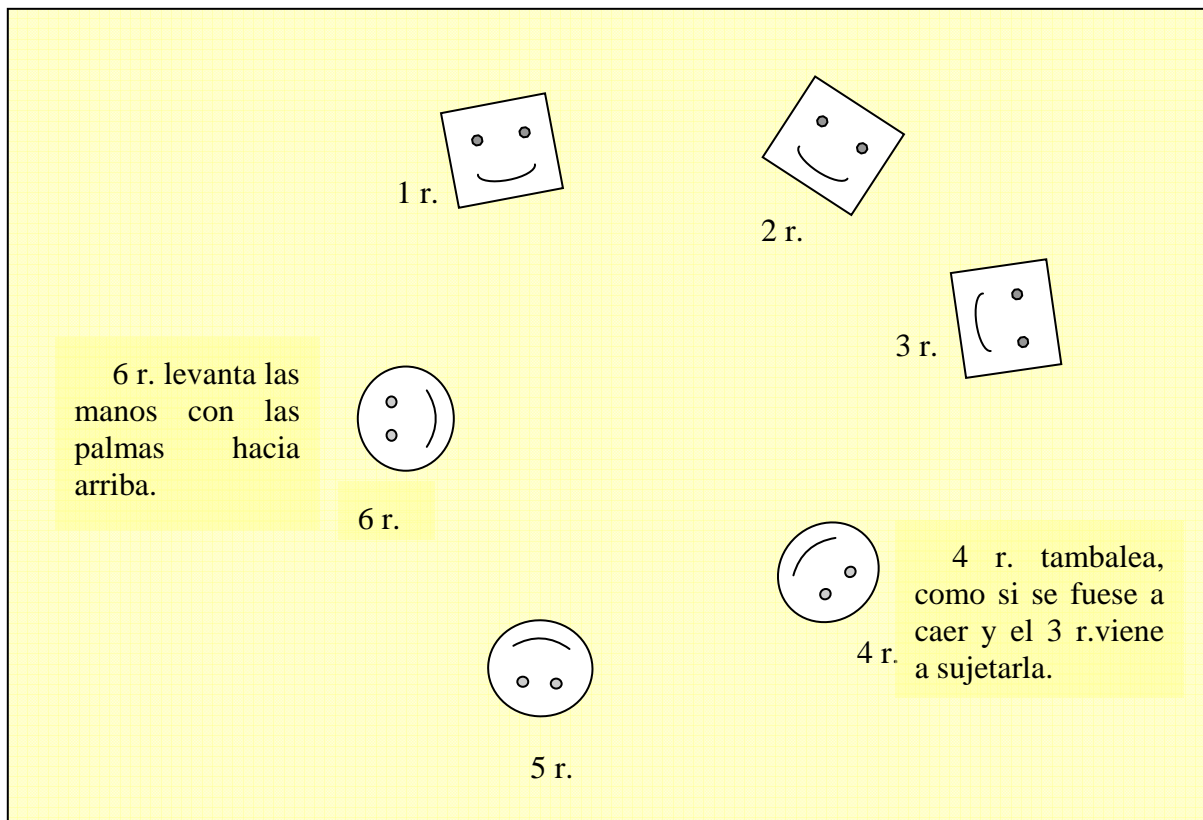 1 r.
2 r.
3 r.
6 r. levanta las
manos con las
palmas hacia
arriba.
6 r.
4 r. tambalea,
como si se fuese a
caer y el 3 r.viene
a sujetarla.
4 r.
5 r.